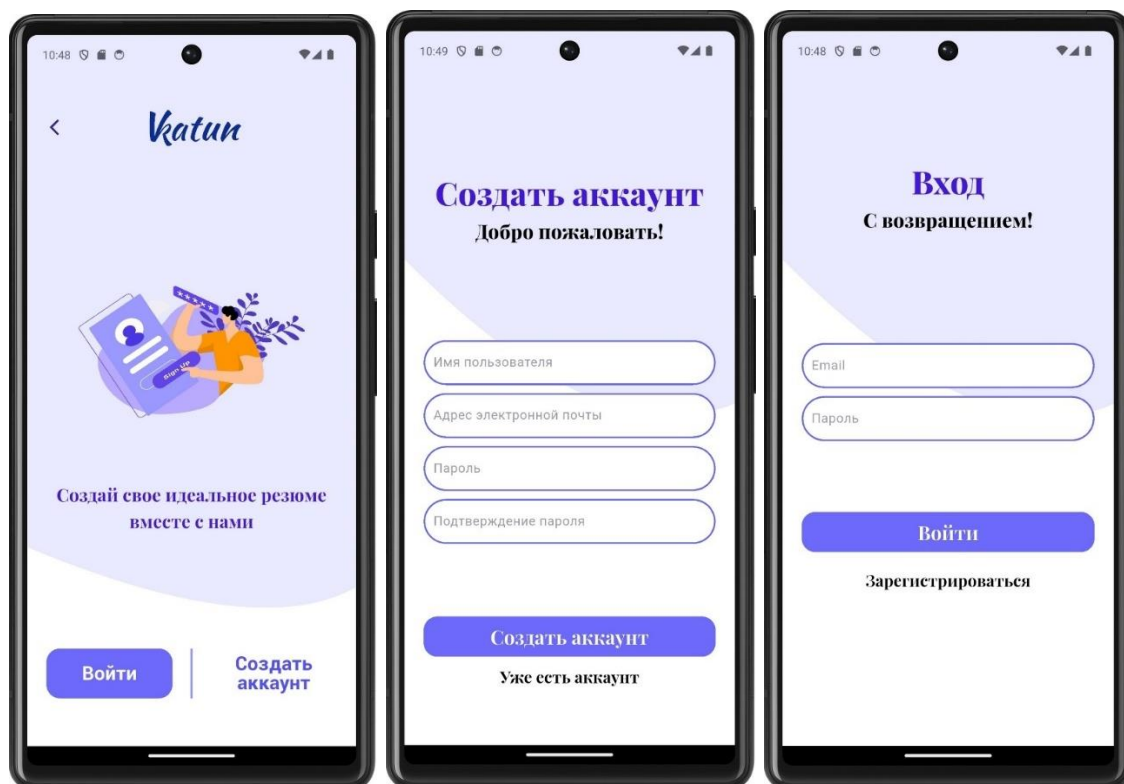 10:48
Vkatun
Sign Up
Создай свое идеальное резюме
вместе с нами
Войти
Создать
аккаунт
10:49
Создать аккаунт
Добро пожаловать!
Имя пользователя
Адрес электронной почты
Пароль
Подтверждение пароля
Создать аккаунт
Уже есть аккаунт
10:48
Вход
С возвращением!
Email
Пароль
Войти
Зарегистрироваться